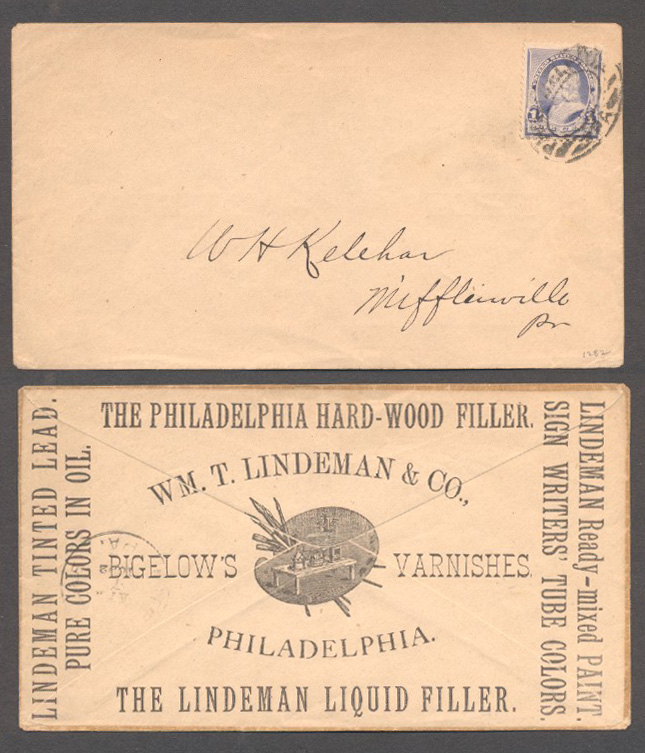 W H Kelchar
Mifflinville
Pa
THE PHILADELPHIA HARD-WOOD FILLER.
WM. T. LINDEMAN & CO.,
BIGELOW'S VARNISHES.
PHILADELPHIA.
THE LINDEMAN LIQUID FILLER.
LINDEMAN TINTED LEAD.
PURE COLORS IN OIL.
LINDEMAN Ready-mixed PAINT.
SIGN WRITERS' TUBE COLORS.